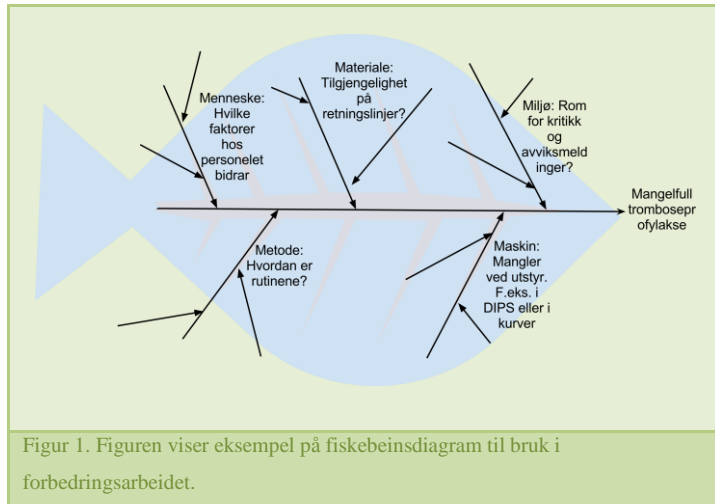 Menneske:
Hvilke
faktorer
hos
personelet
bidrar
Materiale:
Tilgjengelighet
på
retningslinjer?
Miljø: Rom
for kritikk
og
avviksmeld
inger?
Mangelfull
trombosepr
ofylakse
Metode:
Hvordan er
rutinene?
Maskin:
Mangler
ved utstyr.
F.eks. i
DIPS eller i
kurver
Figur 1. Figuren viser eksempel på fiskebeinsdiagram til bruk i
forbedringsarbeidet.